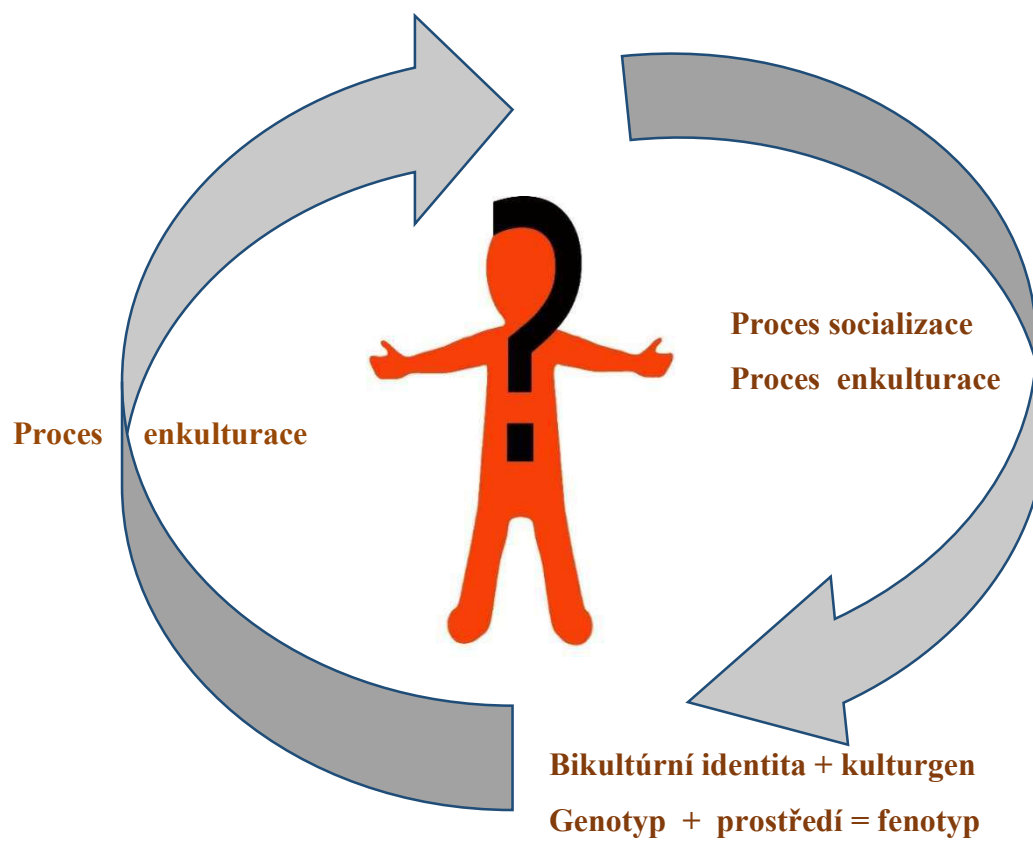 Proces socializace
Proces enkulturace
Proces enkulturace
Bikultúrní identita + kulturgen
Genotyp + prostředí = fenotyp